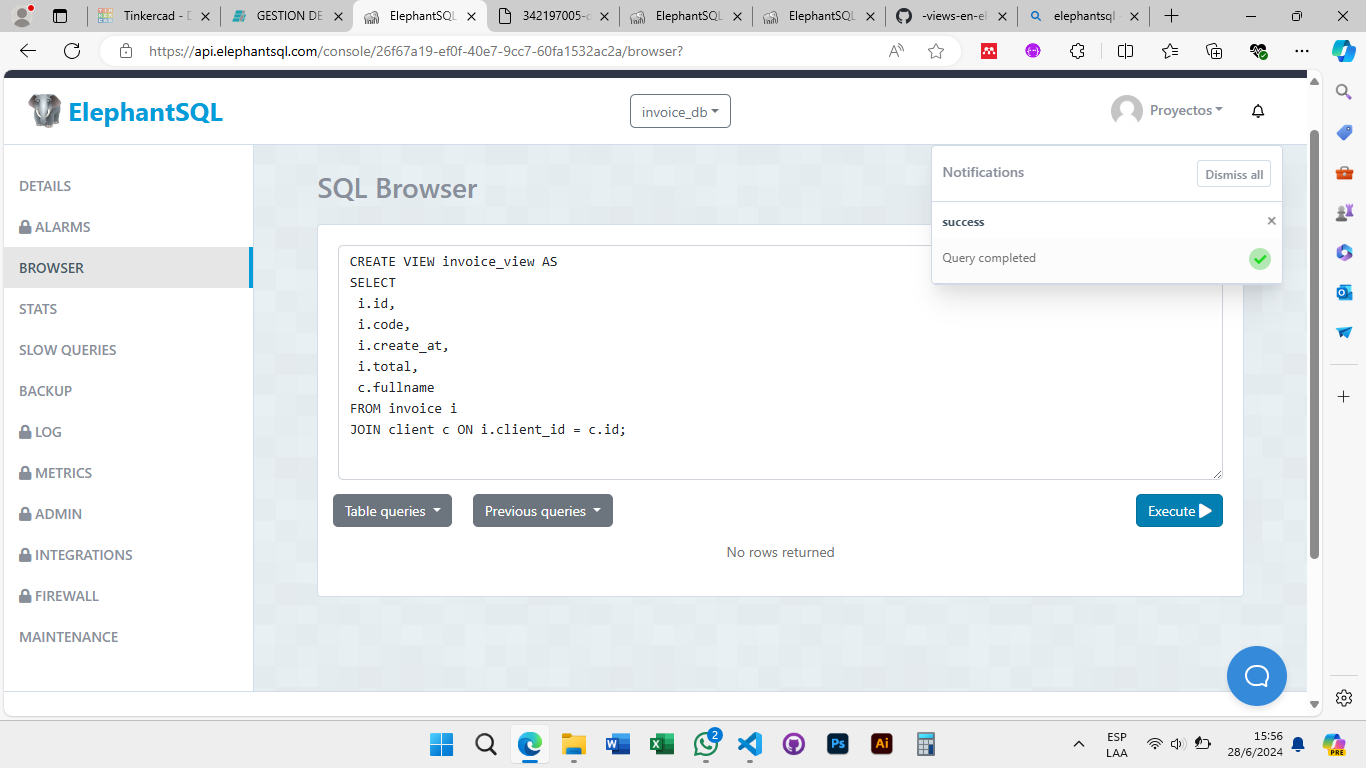 Tinkercad - D
GESTION DE
ElephantSQL
342197005-
ElephantSQL
ElephantSQL
-views-en-el
elephantsql -
https://api.elephantsql.com/console/26f67a19-ef0f-40e7-9cc7-60fa1532ac2a/browser?
ElephantSQL
invoice_db
Proyectos
DETAILS
ALARMS
BROWSER
STATS
SLOW QUERIES
BACKUP
LOG
METRICS
ADMIN
INTEGRATIONS
FIREWALL
MAINTENANCE
SQL Browser
Notifications
Dismiss all
success
Query completed
CREATE VIEW invoice_view AS
SELECT
i.id,
i.code,
i.create_at,
i.total,
c.fullname
FROM invoice i
JOIN client c ON i.client_id = c.id;
Table queries
Previous queries
Execute
No rows returned
2
Ps
Ai
ESP
LAA
15:56
28/6/2024
PRE